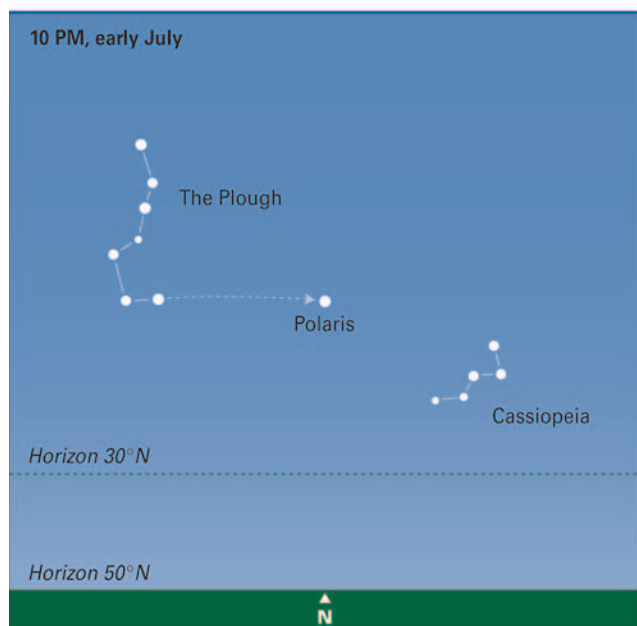 10 PM, early July
The Plough
Polaris
Cassiopeia
Horizon 30°N
Horizon 50°N
N